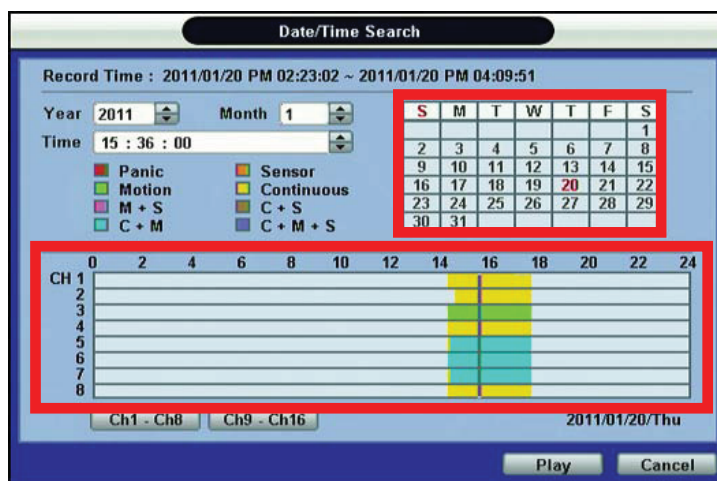 Date/Time Search
Record Time : 2011/01/20 PM 02:23:02 ~ 2011/01/20 PM 04:09:51
Year 2011 Month 1
Time 15 : 36 : 00
Panic Sensor
Motion Continuous
M + S C + S
C + M C + M + S
S M T W T F S
1
2 3 4 5 6 7 8
9 10 11 12 13 14 15
16 17 18 19 20 21 22
23 24 25 26 27 28 29
30 31
0 2 4 6 8 10 12 14 16 18 20 22 24
CH 1
2
3
4
5
6
7
8
Ch1 - Ch8 Ch9 - Ch16 2011/01/20/Thu
Play Cancel